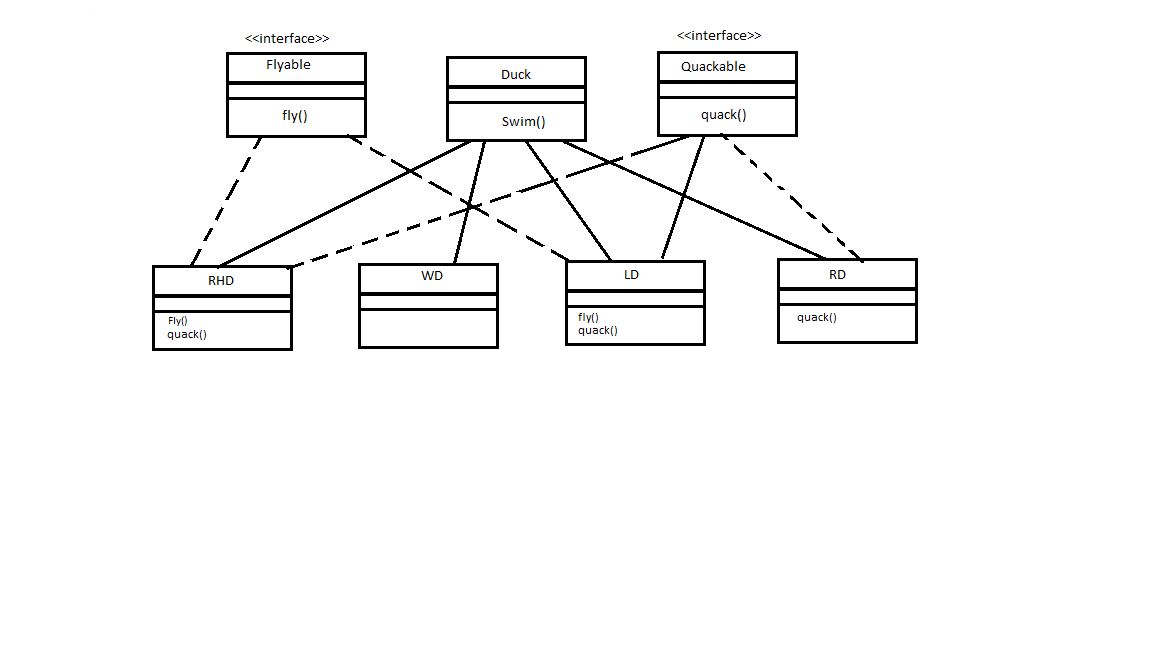 <<interface>>
Flyable
fly()
Duck
Swim()
<<interface>>
Quackable
quack()
RHD
Fly()
quack()
WD
LD
fly()
quack()
RD
quack()